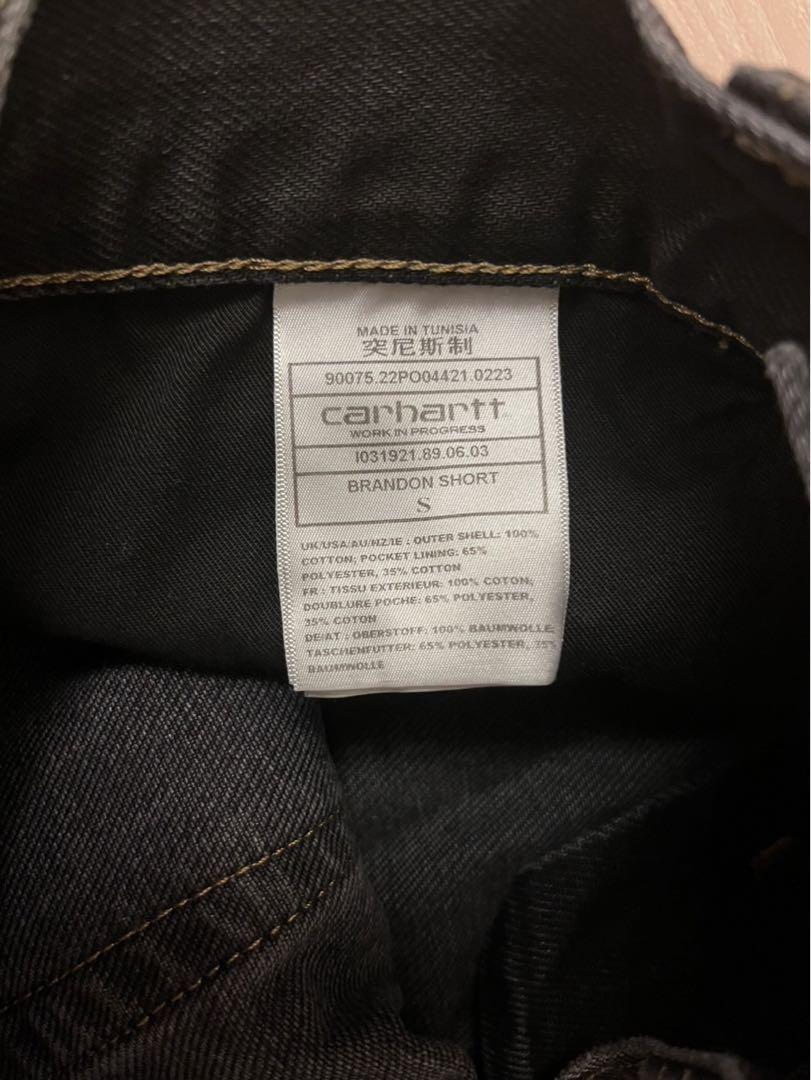 MADE IN TUNISIA
突尼斯制
90075.22PO04421.0223
carhartt
WORK IN PROGRESS
I031921.89.06.03
BRANDON SHORT
S
UK/USA/AU/NZ/IE : OUTER SHELL: 100%
COTTON; POCKET LINING: 65%
POLYESTER, 35% COTTON
FR : TISSU EXTERIEUR: 100% COTON;
DOUBLURE POCHE: 65% POLYESTER,
35% COTON
DE/AT : OBERSTOFF: 100% BAUMWOLLE
TASCHENFUTTER: 65% POLYESTER, 35%
BAUMWOLLE